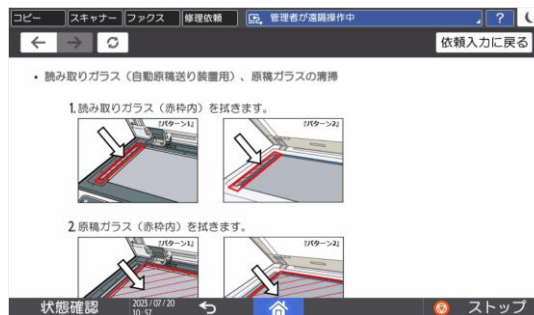 コピー スキャナー ファクス 修理依頼 管理者が遠隔操作中 ?
依頼入力に戻る
・ 読み取りガラス（自動原稿送り装置用）、原稿ガラスの清掃
1.読み取りガラス（赤枠内）を拭きます。
[パターン1] [パターン2]
2.原稿ガラス（赤枠内）を拭きます。
[パターン1] [パターン2]
状態確認 2025/07/20 ストップ
10:57